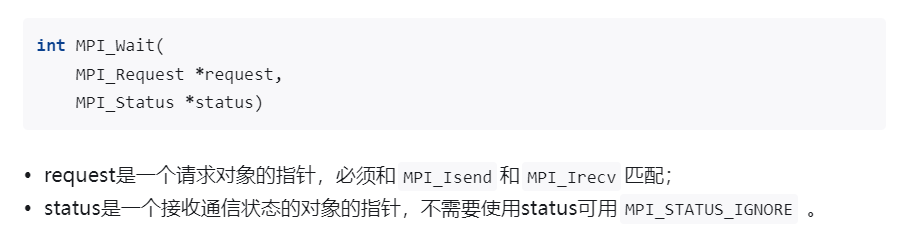 int MPI_Wait(
    MPI_Request *request,
    MPI_Status *status)
• request是一个请求对象的指针，必须和 MPI_Isend 和 MPI_Irecv 匹配；
• status是一个接收通信状态的对象的指针，不需要使用status可用 MPI_STATUS_IGNORE 。